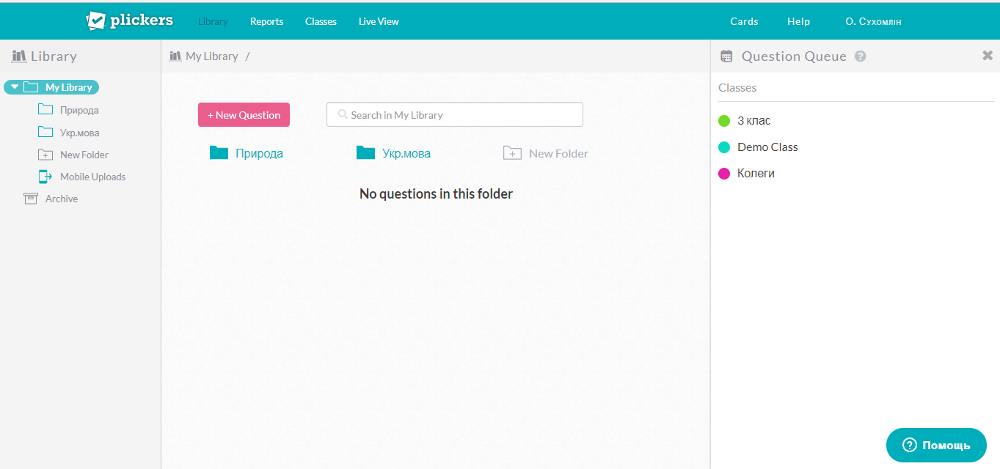 plickers Library Reports Classes Live View Cards Help О. Сухомлін
Library
My Library
Природа
Укр.мова
New Folder
Mobile Uploads
Archive
My Library /
+ New Question
Search in My Library
Природа Укр.мова New Folder
No questions in this folder
Question Queue ?
Classes
3 клас
Demo Class
Колеги
? Помощь